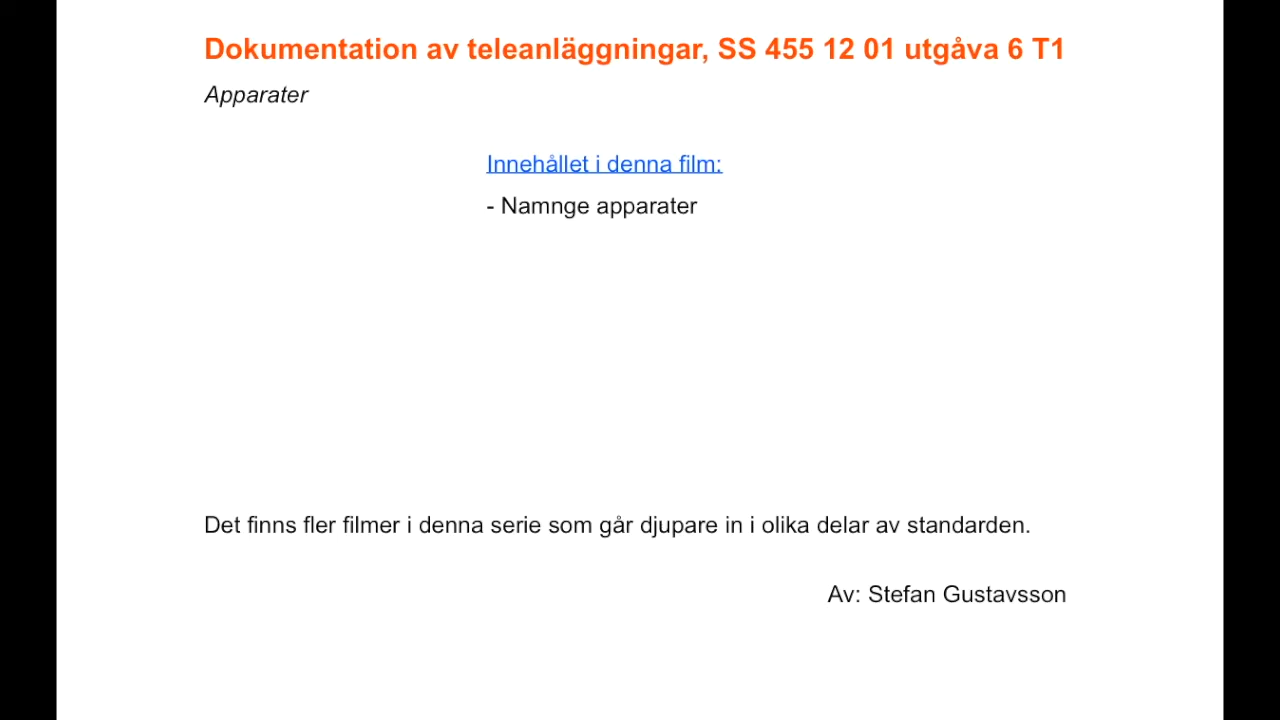 Dokumentation av teleanläggningar, SS 455 12 01 utgåva 6 T1
Apparater
Innehållet i denna film:
- Namnge apparater
Det finns fler filmer i denna serie som går djupare in i olika delar av standarden.
Av: Stefan Gustavsson